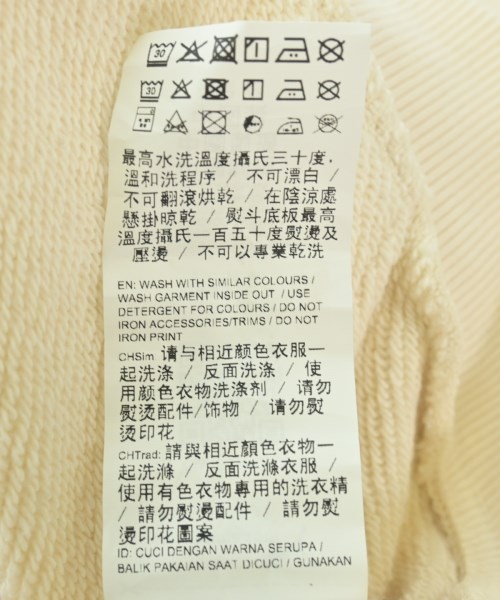 30
30
最高水洗溫度攝氏三十度，
溫和洗程序 / 不可漂白 /
不可翻滾烘乾 / 在陰涼處
懸掛晾乾 / 熨斗底板最高
溫度攝氏一百五十度熨燙及
壓燙 / 不可以專業乾洗
EN: WASH WITH SIMILAR COLOURS /
WASH GARMENT INSIDE OUT / USE
DETERGENT FOR COLOURS / DO NOT
IRON ACCESSORIES/TRIMS / DO NOT
IRON PRINT
CHSim: 请与相近颜色衣服一
起洗涤 / 反面洗涤 / 使
用颜色衣物洗涤剂 / 请勿
熨烫配件/饰物 / 请勿熨
烫印花
CHTrad: 請與相近顏色衣物一
起洗滌 / 反面洗滌衣服 /
使用有色衣物專用的洗衣精
/ 請勿熨燙配件 / 請勿熨
燙印花圖案
ID: CUCI DENGAN WARNA SERUPA /
BALIK PAKAIAN SAAT DICUCI / GUNAKAN